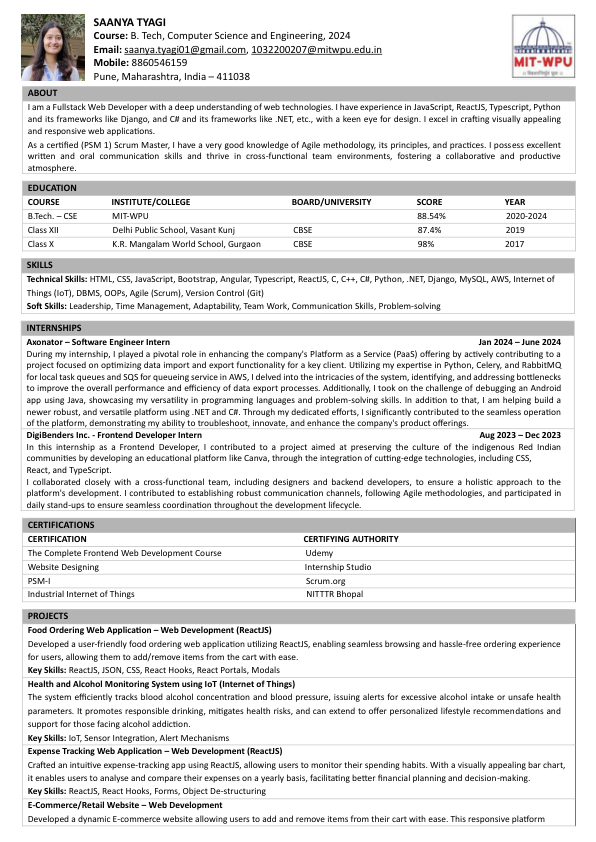 SAANYA TYAGI
Course: B. Tech, Computer Science and Engineering, 2024
Email: saanya.tyagi01@gmail.com, 1032200207@mitwpu.edu.in
Mobile: 8860546159
Pune, Maharashtra, India – 411038
MIT-WPU
ABOUT
I am a Fullstack Web Developer with a deep understanding of web technologies. I have experience in JavaScript, ReactJS, Typescript, Python
and its frameworks like Django, and C# and its frameworks like .NET, etc., with a keen eye for design. I excel in crafting visually appealing
and responsive web applications.
As a certified (PSM 1) Scrum Master, I have a very good knowledge of Agile methodology, its principles, and practices. I possess excellent
written and oral communication skills and thrive in cross-functional team environments, fostering a collaborative and productive
atmosphere.
EDUCATION
COURSE INSTITUTE/COLLEGE BOARD/UNIVERSITY SCORE YEAR
B.Tech. – CSE MIT-WPU 88.54% 2020-2024
Class XII Delhi Public School, Vasant Kunj CBSE 87.4% 2019
Class X K.R. Mangalam World School, Gurgaon CBSE 98% 2017
SKILLS
Technical Skills: HTML, CSS, JavaScript, Bootstrap, Angular, Typescript, ReactJS, C, C++, C#, Python, .NET, Django, MySQL, AWS, Internet of
Things (IoT), DBMS, OOPs, Agile (Scrum), Version Control (Git)
Soft Skills: Leadership, Time Management, Adaptability, Team Work, Communication Skills, Problem-solving
INTERNSHIPS
Axonator – Software Engineer Intern Jan 2024 – June 2024
During my internship, I played a pivotal role in enhancing the company's Platform as a Service (PaaS) offering by actively contributing to a
project focused on optimizing data import and export functionality for a key client. Utilizing my expertise in Python, Celery, and RabbitMQ
for local task queues and SQS for queueing service in AWS, I delved into the intricacies of the system, identifying, and addressing bottlenecks
to improve the overall performance and efficiency of data export processes. Additionally, I took on the challenge of debugging an Android
app using Java, showcasing my versatility in programming languages and problem-solving skills. In addition to that, I am helping build a
newer robust, and versatile platform using .NET and C#. Through my dedicated efforts, I significantly contributed to the seamless operation
of the platform, demonstrating my ability to troubleshoot, innovate, and enhance the company's product offerings.
DigiBenders Inc. - Frontend Developer Intern Aug 2023 – Dec 2023
In this internship as a Frontend Developer, I contributed to a project aimed at preserving the culture of the indigenous Red Indian
communities by developing an educational platform like Canva, through the integration of cutting-edge technologies, including CSS,
React, and TypeScript.
I collaborated closely with a cross-functional team, including designers and backend developers, to ensure a holistic approach to the
platform's development. I contributed to establishing robust communication channels, following Agile methodologies, and participated in
daily stand-ups to ensure seamless coordination throughout the development lifecycle.
CERTIFICATIONS
CERTIFICATION CERTIFYING AUTHORITY
The Complete Frontend Web Development Course Udemy
Website Designing Internship Studio
PSM-I Scrum.org
Industrial Internet of Things NITTTR Bhopal
PROJECTS
Food Ordering Web Application – Web Development (ReactJS)
Developed a user-friendly food ordering web application utilizing ReactJS, enabling seamless browsing and hassle-free ordering experience
for users, allowing them to add/remove items from the cart with ease.
Key Skills: ReactJS, JSON, CSS, React Hooks, React Portals, Modals
Health and Alcohol Monitoring System using IoT (Internet of Things)
The system efficiently tracks blood alcohol concentration and blood pressure, issuing alerts for excessive alcohol intake or unsafe health
parameters. It promotes responsible drinking, mitigates health risks, and can extend to offer personalized lifestyle recommendations and
support for those facing alcohol addiction.
Key Skills: IoT, Sensor Integration, Alert Mechanisms
Expense Tracking Web Application – Web Development (ReactJS)
Crafted an intuitive expense-tracking app using ReactJS, allowing users to monitor their spending habits. With a visually appealing bar chart,
it enables users to analyse and compare their expenses on a yearly basis, facilitating better financial planning and decision-making.
Key Skills: ReactJS, React Hooks, Forms, Object De-structuring
E-Commerce/Retail Website – Web Development
Developed a dynamic E-commerce website allowing users to add and remove items from their cart with ease. This responsive platform